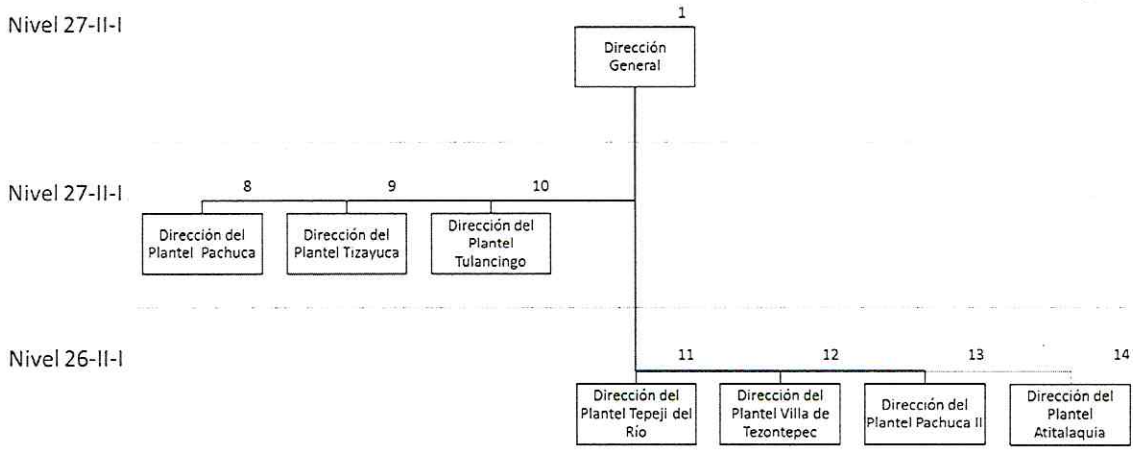 Nivel 27-II-I
1
Dirección
General
Nivel 27-II-I
8
9
10
Dirección del
Plantel Pachuca
Dirección del
Plantel Tizayuca
Dirección del
Plantel
Tulancingo
Nivel 26-II-I
11
12
13
14
Dirección del
Plantel Tepeji del
Río
Dirección del
Plantel Villa de
Tezontepec
Dirección del
Plantel Pachuca II
Dirección del
Plantel
Atitalaquia